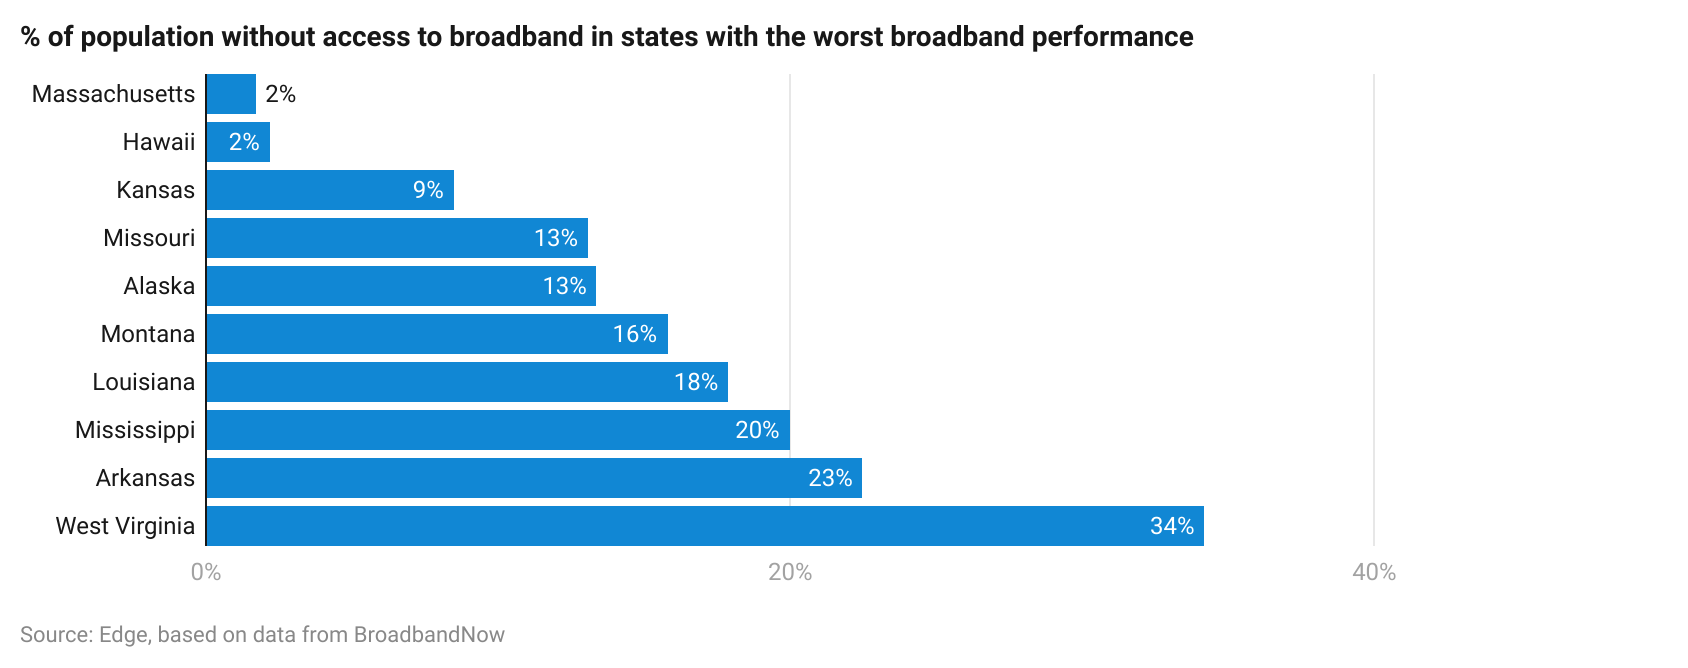 % of population without access to broadband in states with the worst broadband performance
Massachusetts 2%
Hawaii 2%
Kansas 9%
Missouri 13%
Alaska 13%
Montana 16%
Louisiana 18%
Mississippi 20%
Arkansas 23%
West Virginia 34%
0% 20% 40%
Source: Edge, based on data from BroadbandNow